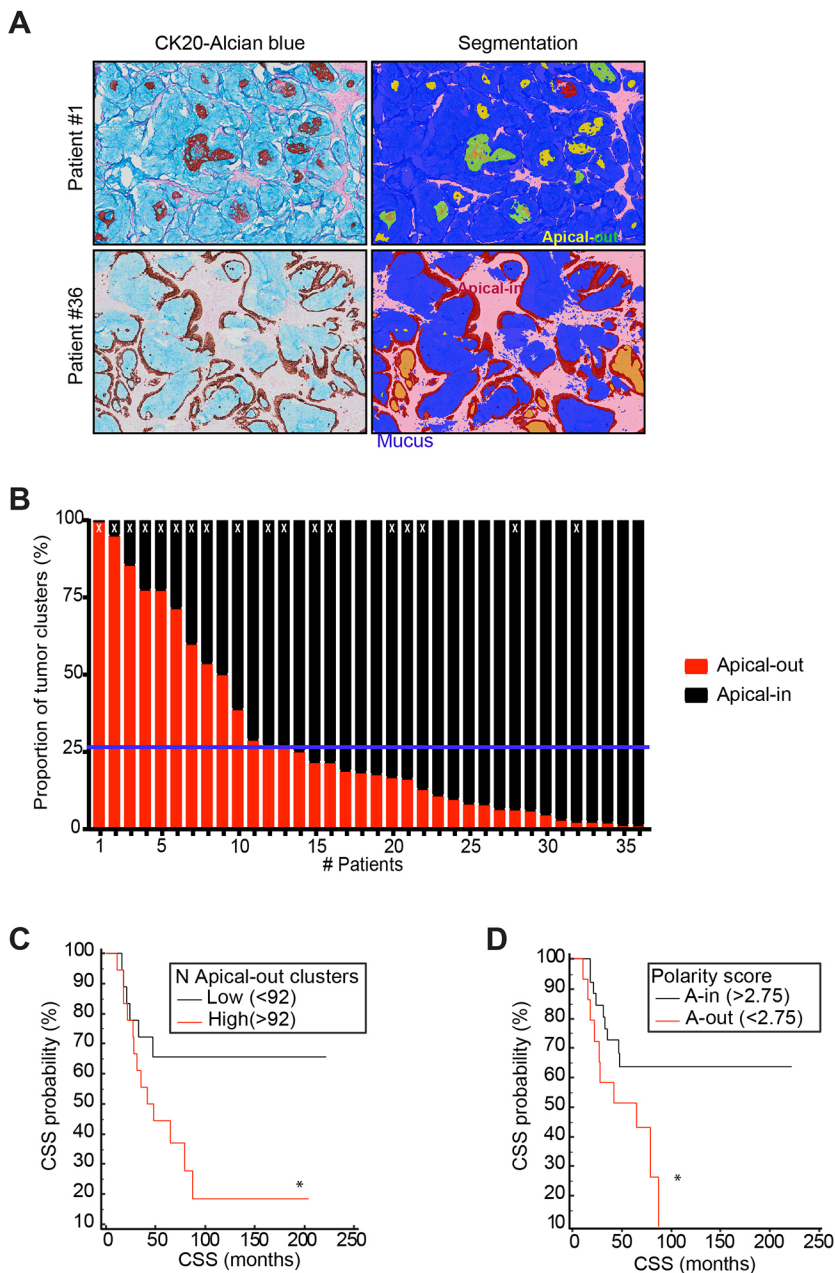 A
CK20-Alcian blue
Segmentation
Patient #1
Apical-out
Patient #36
Apical-in
Mucus
B
Proportion of tumor clusters (%)
100
75
50
25
0
X X X X X X X X X X X X X X X X X X
1 5 10 15 20 25 30 35
# Patients
Apical-out
Apical-in
C
CSS probability (%)
100
90
80
70
60
50
40
30
20
10
N Apical-out clusters
Low (<92)
High(>92)
*
0 50 100 150 200 250
CSS (months)
D
CSS probability (%)
100
90
80
70
60
50
40
30
20
10
Polarity score
A-in (>2.75)
A-out (<2.75)
*
0 50 100 150 200 250
CSS (months)